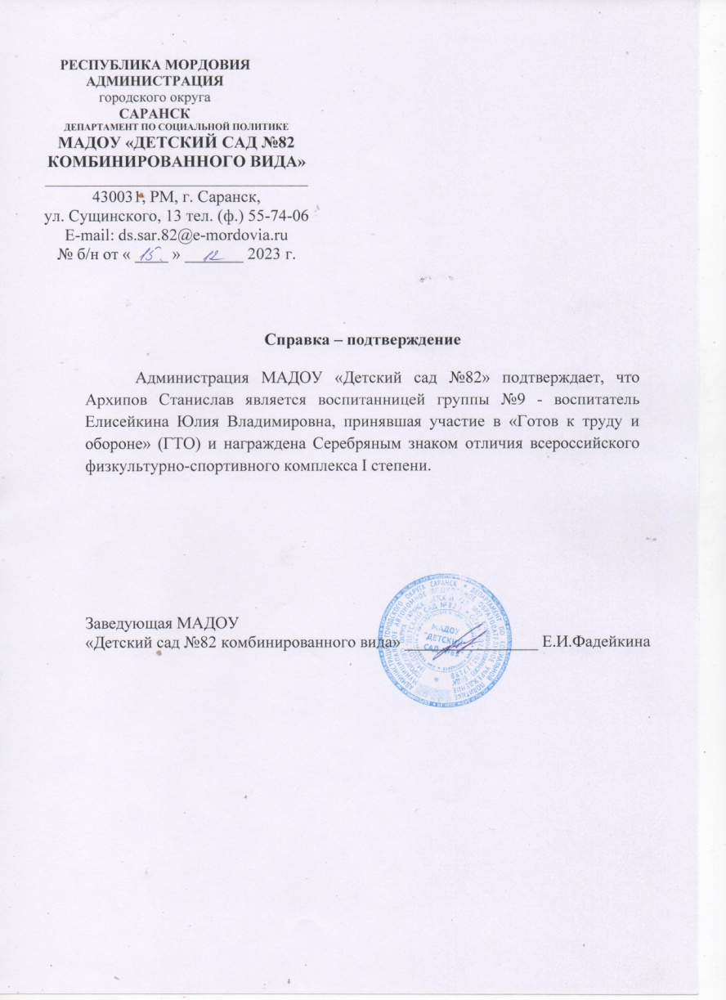 РЕСПУБЛИКА МОРДОВИЯ
АДМИНИСТРАЦИЯ
городского округа
САРАНСК
ДЕПАРТАМЕНТ ПО СОЦИАЛЬНОЙ ПОЛИТИКЕ
МАДОУ «ДЕТСКИЙ САД №82
КОМБИНИРОВАННОГО ВИДА»
430031, РМ, г. Саранск,
ул. Сущинского, 13 тел. (ф.) 55-74-06
E-mail: ds.sar.82@e-mordovia.ru
№ б/н от « 15 » 12 2023 г.
Справка – подтверждение
Администрация МАДОУ «Детский сад №82» подтверждает, что
Архипов Станислав является воспитанницей группы №9 - воспитатель
Елисейкина Юлия Владимировна, принявшая участие в «Готов к труду и
обороне» (ГТО) и награждена Серебряным знаком отличия всероссийского
физкультурно-спортивного комплекса I степени.
Заведующая МАДОУ
«Детский сад №82 комбинированного вида» Е.И.Фадейкина
МАДОУ
"ДЕТСКИЙ
САД №82"